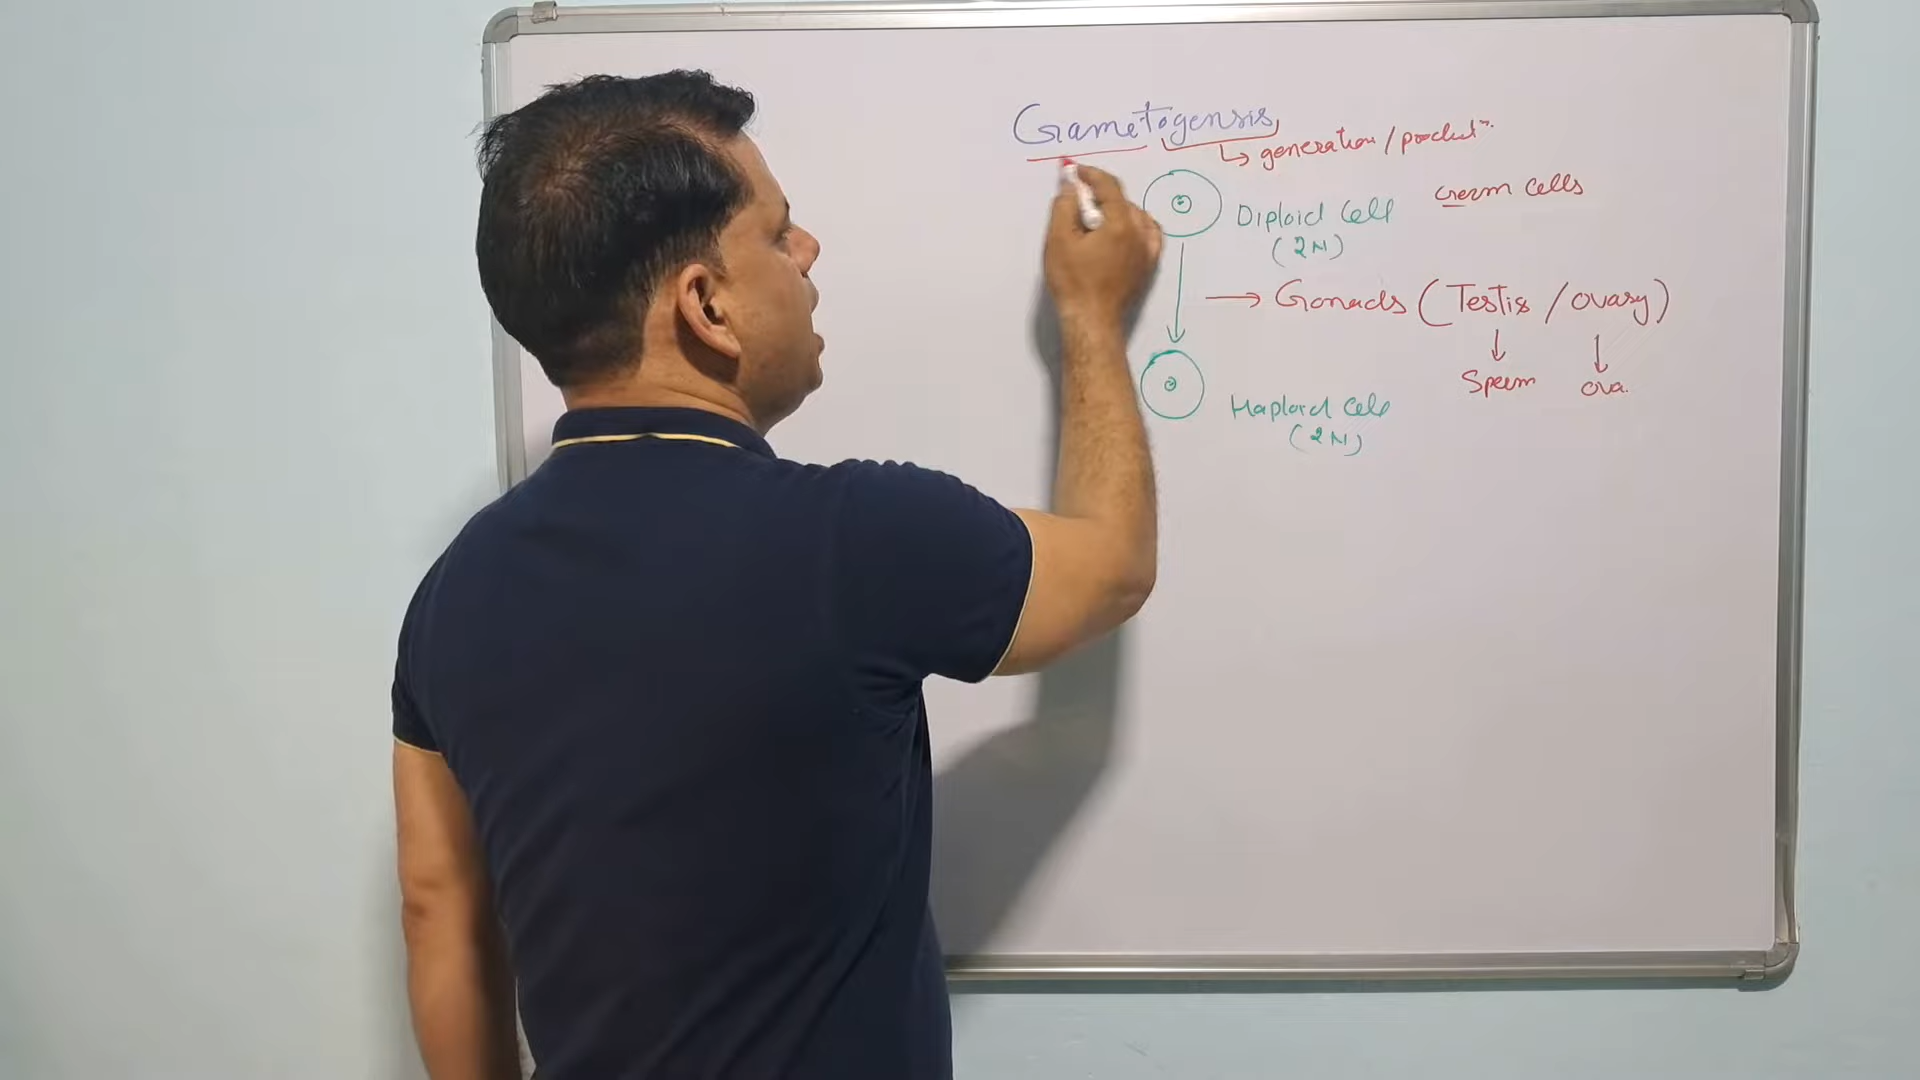 Gametogensis
↳ generation / product^n
Diploid Cell
Germ Cells
(2N)
→ Gonads (Testis / ovary)
↓ ↓
Sperm ova.
Haploid Cell
(2N)